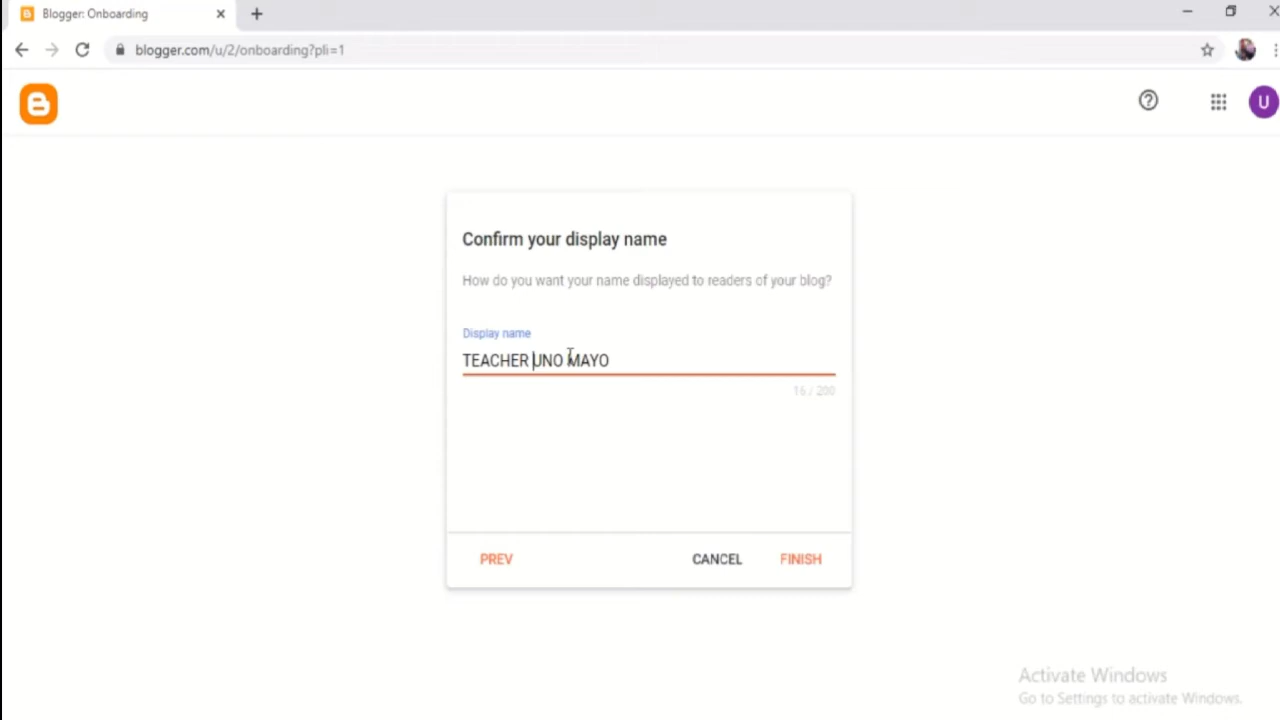 Blogger: Onboarding
blogger.com/u/2/onboarding?pli=1
U
Confirm your display name
How do you want your name displayed to readers of your blog?
Display name
TEACHER UNO MAYO
16 / 200
PREV CANCEL FINISH
Activate Windows
Go to Settings to activate Windows.